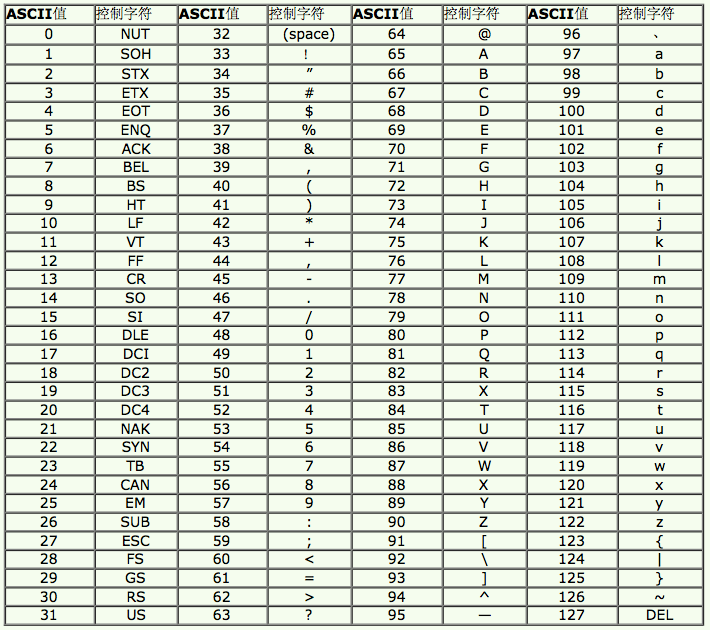 ASCII值 控制字符 ASCII值 控制字符 ASCII值 控制字符 ASCII值 控制字符
0 NUT 32 (space) 64 @ 96 、
1 SOH 33 ! 65 A 97 a
2 STX 34 ” 66 B 98 b
3 ETX 35 # 67 C 99 c
4 EOT 36 $ 68 D 100 d
5 ENQ 37 % 69 E 101 e
6 ACK 38 & 70 F 102 f
7 BEL 39 , 71 G 103 g
8 BS 40 ( 72 H 104 h
9 HT 41 ) 73 I 105 i
10 LF 42 * 74 J 106 j
11 VT 43 + 75 K 107 k
12 FF 44 , 76 L 108 l
13 CR 45 - 77 M 109 m
14 SO 46 . 78 N 110 n
15 SI 47 / 79 O 111 o
16 DLE 48 0 80 P 112 p
17 DCI 49 1 81 Q 113 q
18 DC2 50 2 82 R 114 r
19 DC3 51 3 83 X 115 s
20 DC4 52 4 84 T 116 t
21 NAK 53 5 85 U 117 u
22 SYN 54 6 86 V 118 v
23 TB 55 7 87 W 119 w
24 CAN 56 8 88 X 120 x
25 EM 57 9 89 Y 121 y
26 SUB 58 : 90 Z 122 z
27 ESC 59 ; 91 [ 123 {
28 FS 60 < 92 \ 124 |
29 GS 61 = 93 ] 125 }
30 RS 62 > 94 ^ 126 ~
31 US 63 ? 95 — 127 DEL